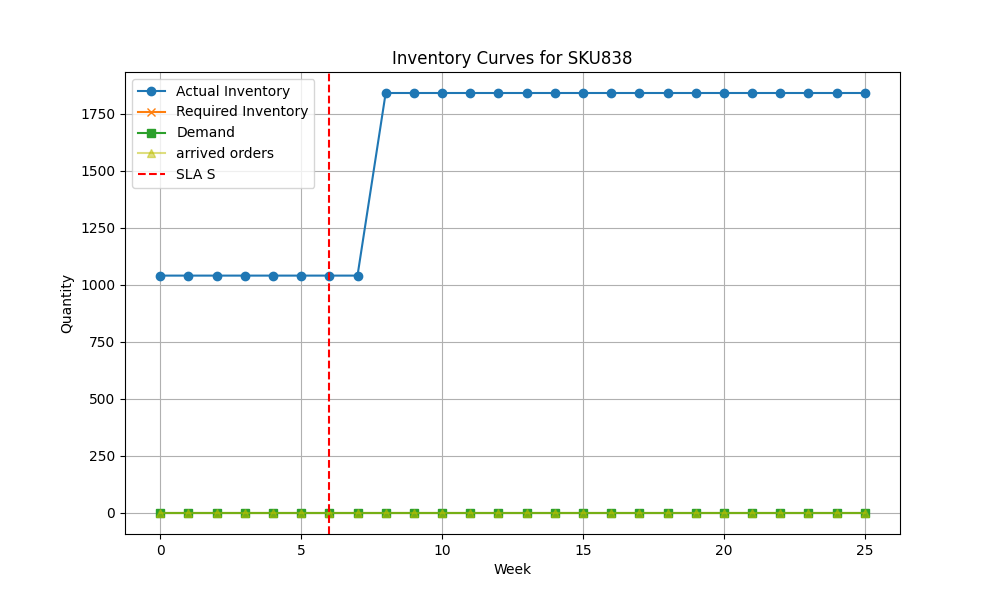 Inventory Curves for SKU838
Actual Inventory
Required Inventory
Demand
arrived orders
SLA S
Quantity
1750
1500
1250
1000
750
500
250
0
0 5 10 15 20 25
Week